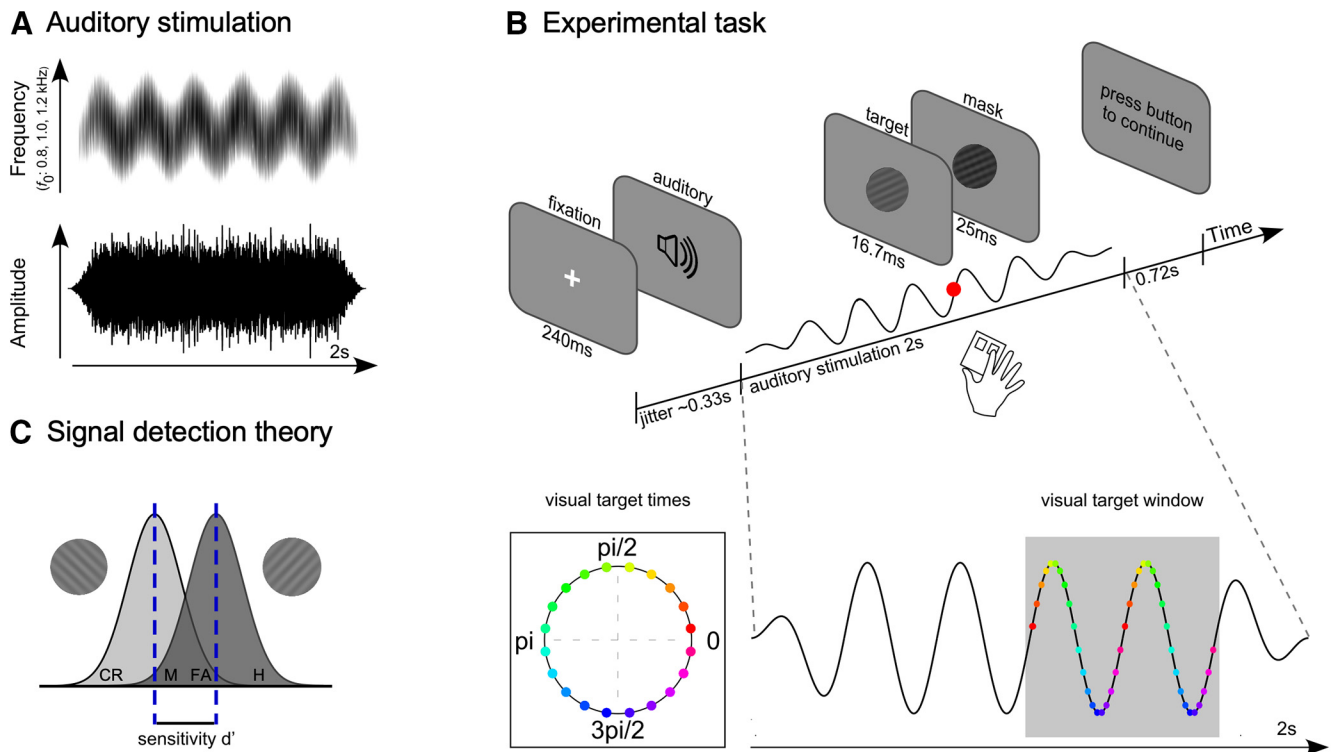 A Auditory stimulation
Frequency
(f0: 0.8, 1.0, 1.2 kHz)
Amplitude
2s
B Experimental task
fixation
240ms
auditory
target
16.7ms
mask
25ms
press button
to continue
jitter ~0.33s
auditory stimulation 2s
0.72s
Time
visual target times
pi/2
pi
0
3pi/2
visual target window
2s
C Signal detection theory
CR
M
FA
H
sensitivity d'